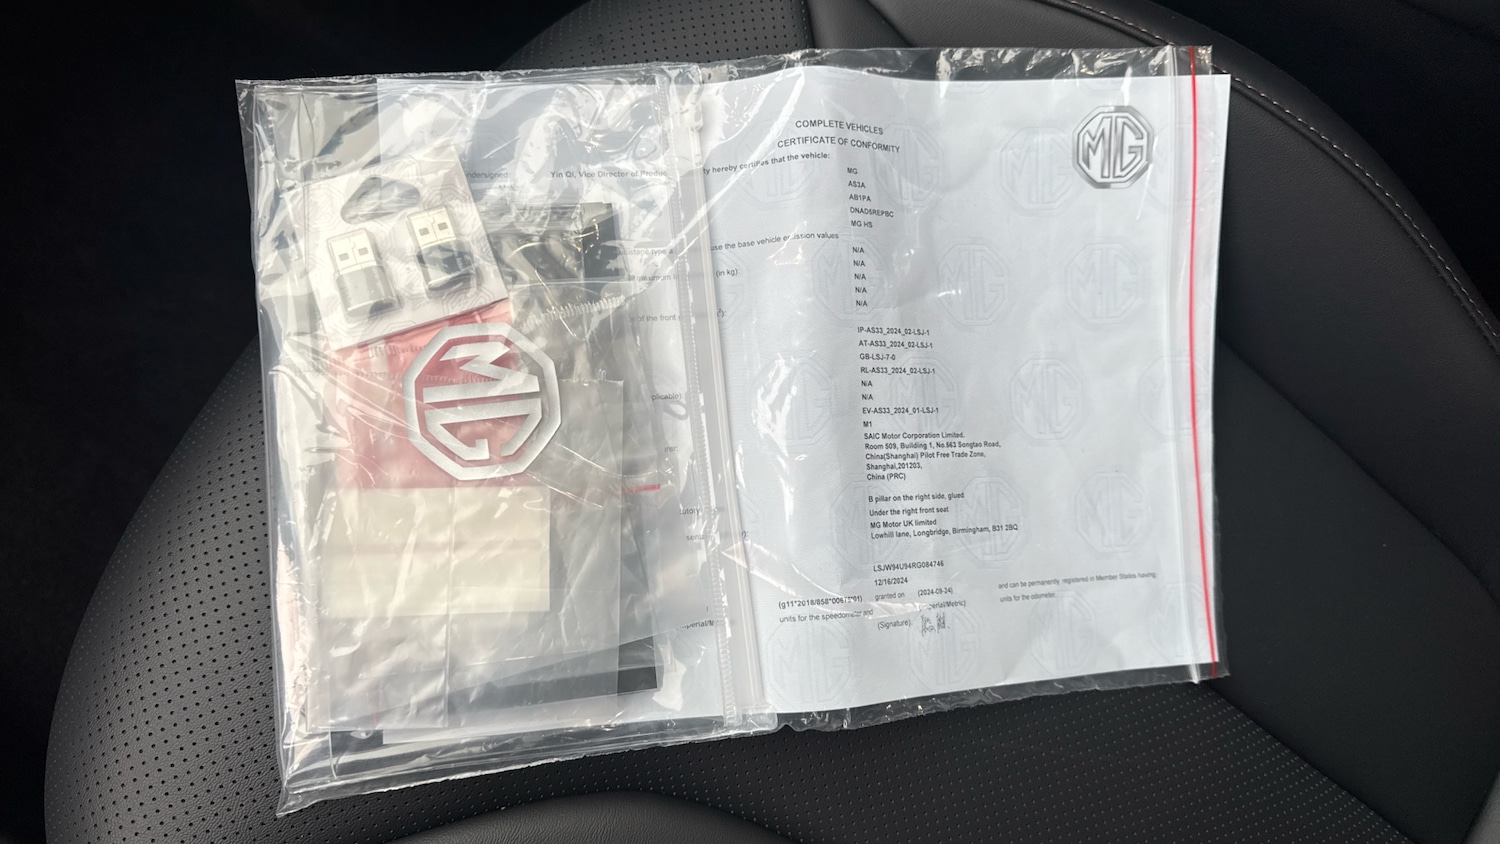 COMPLETE VEHICLES
CERTIFICATE OF CONFORMITY
MG
ty hereby certifies that the vehicle:
Yin Qi, Vice Director of Produc
MG
AS3A
AB1PA
DNAD5REPBC
MG HS
use the base vehicle emission values
N/A
(in kg)
N/A
N/A
N/A
N/A
of the front
IP-AS33_2024_02-LSJ-1
AT-AS33_2024_02-LSJ-1
GB-LSJ-7-0
RL-AS33_2024_02-LSJ-1
N/A
N/A
plicable)
EV-AS33_2024_01-LSJ-1
MG
M1
SAIC Motor Corporation Limited.
Room 509, Building 1, No.563 Songtao Road,
China(Shanghai) Pilot Free Trade Zone,
Shanghai,201203,
China (PRC)
B pillar on the right side, glued
Under the right front seat
MG Motor UK limited
Lowhill lane, Longbridge, Birmingham, B31 2BQ
LSJW94U94RG084746
12/16/2024
granted on (2024-09-24) and can be permanently, registered in Member States having
units for the speedometer and units for the odometer.
(Signature):